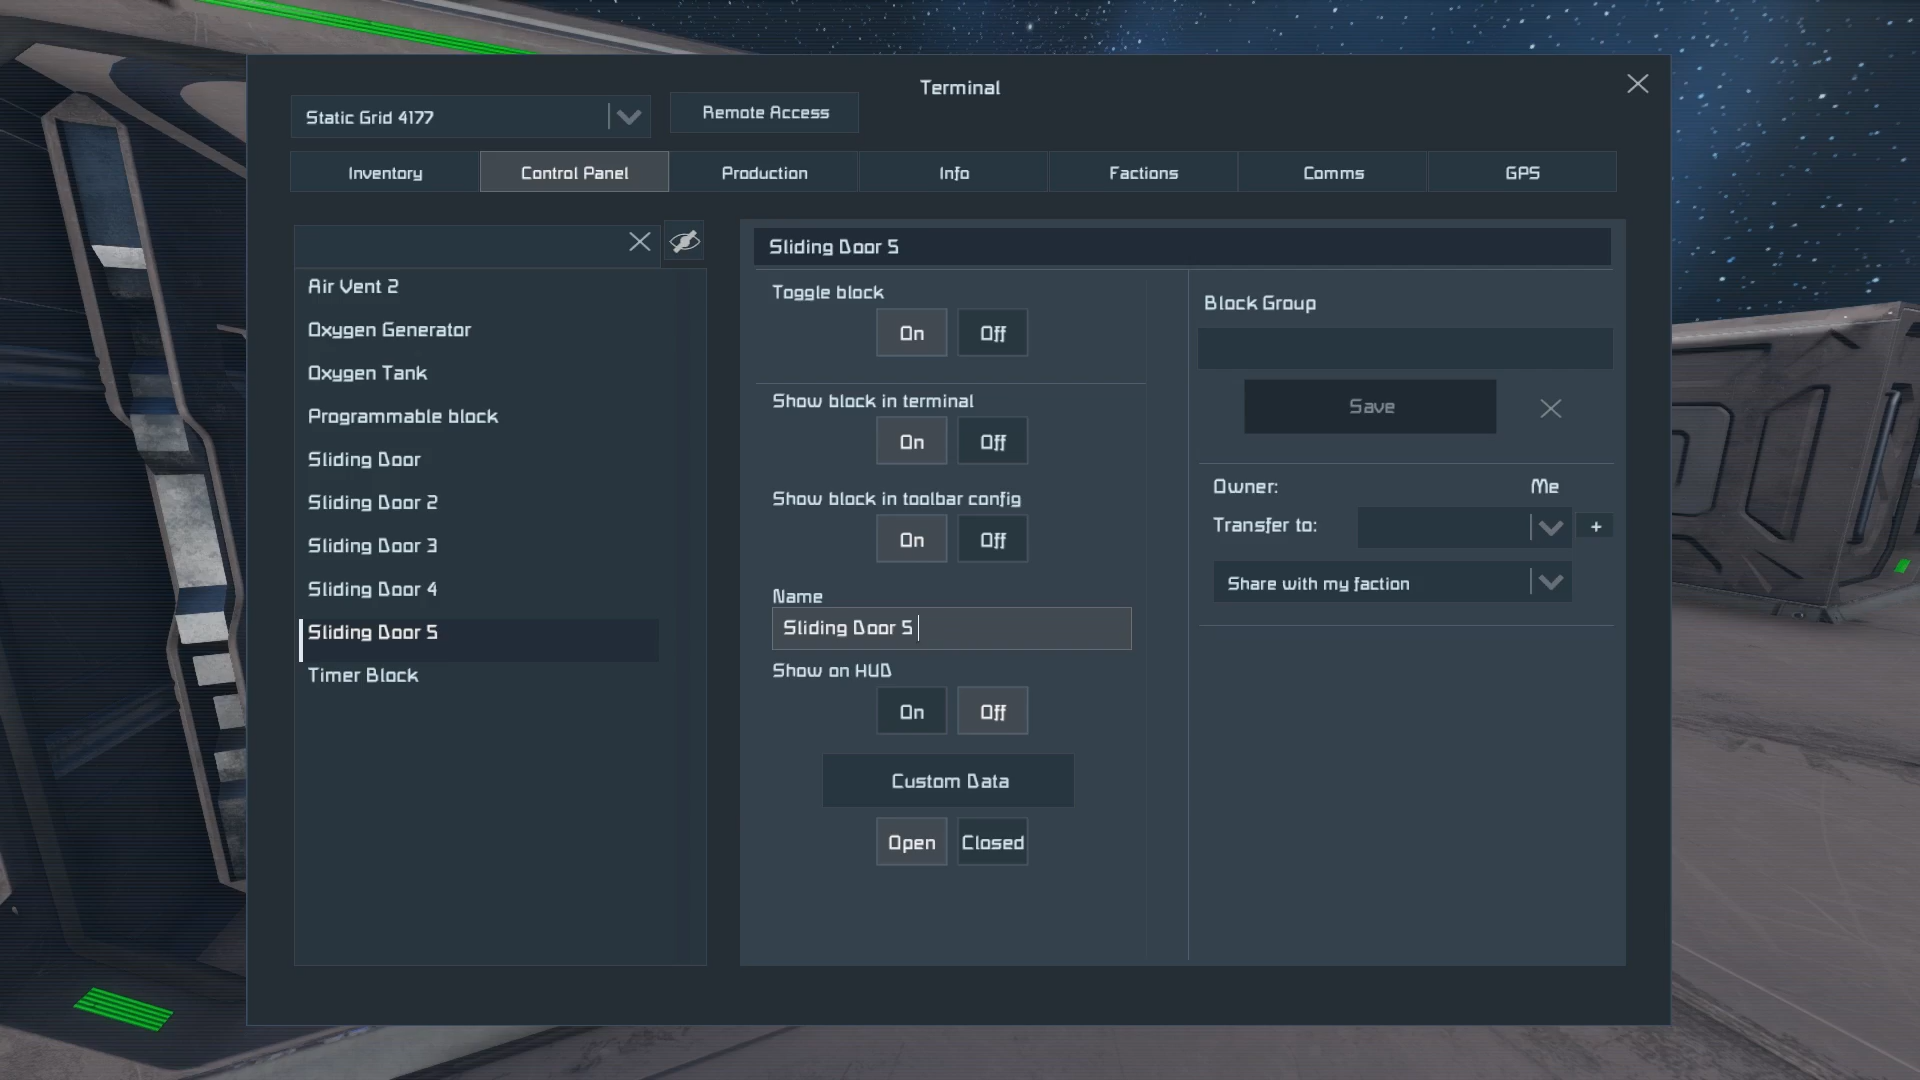 Terminal
Static Grid 4177
Remote Access
Inventory
Control Panel
Production
Info
Factions
Comms
GPS
Air Vent 2
Oxygen Generator
Oxygen Tank
Programmable block
Sliding Door
Sliding Door 2
Sliding Door 3
Sliding Door 4
Sliding Door 5
Timer Block
Sliding Door 5
Toggle block
On Off
Show block in terminal
On Off
Show block in toolbar config
On Off
Name
Sliding Door 5
Show on HUD
On Off
Custom Data
Open Closed
Block Group
Save
Owner: Me
Transfer to: +
Share with my faction